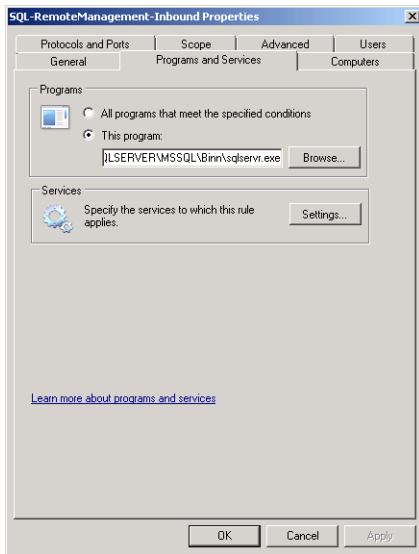 SQL-RemoteManagement-Inbound Properties
Protocols and Ports Scope Advanced Users
General Programs and Services Computers
Programs
All programs that meet the specified conditions
This program:
LSERVER\MSSQL\Binn\sqlservr.exe Browse...
Services
Specify the services to which this rule applies. Settings...
Learn more about programs and services
OK Cancel Apply